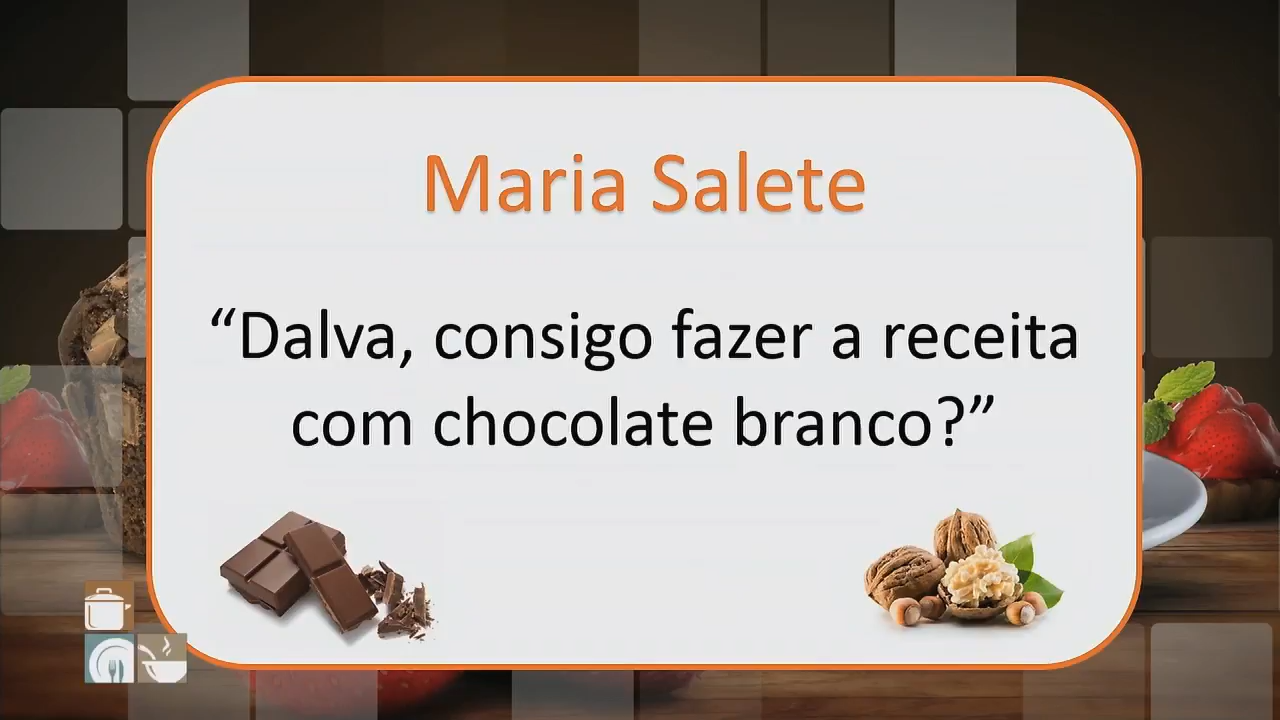 Maria Salete
“Dalva, consigo fazer a receita
com chocolate branco?”